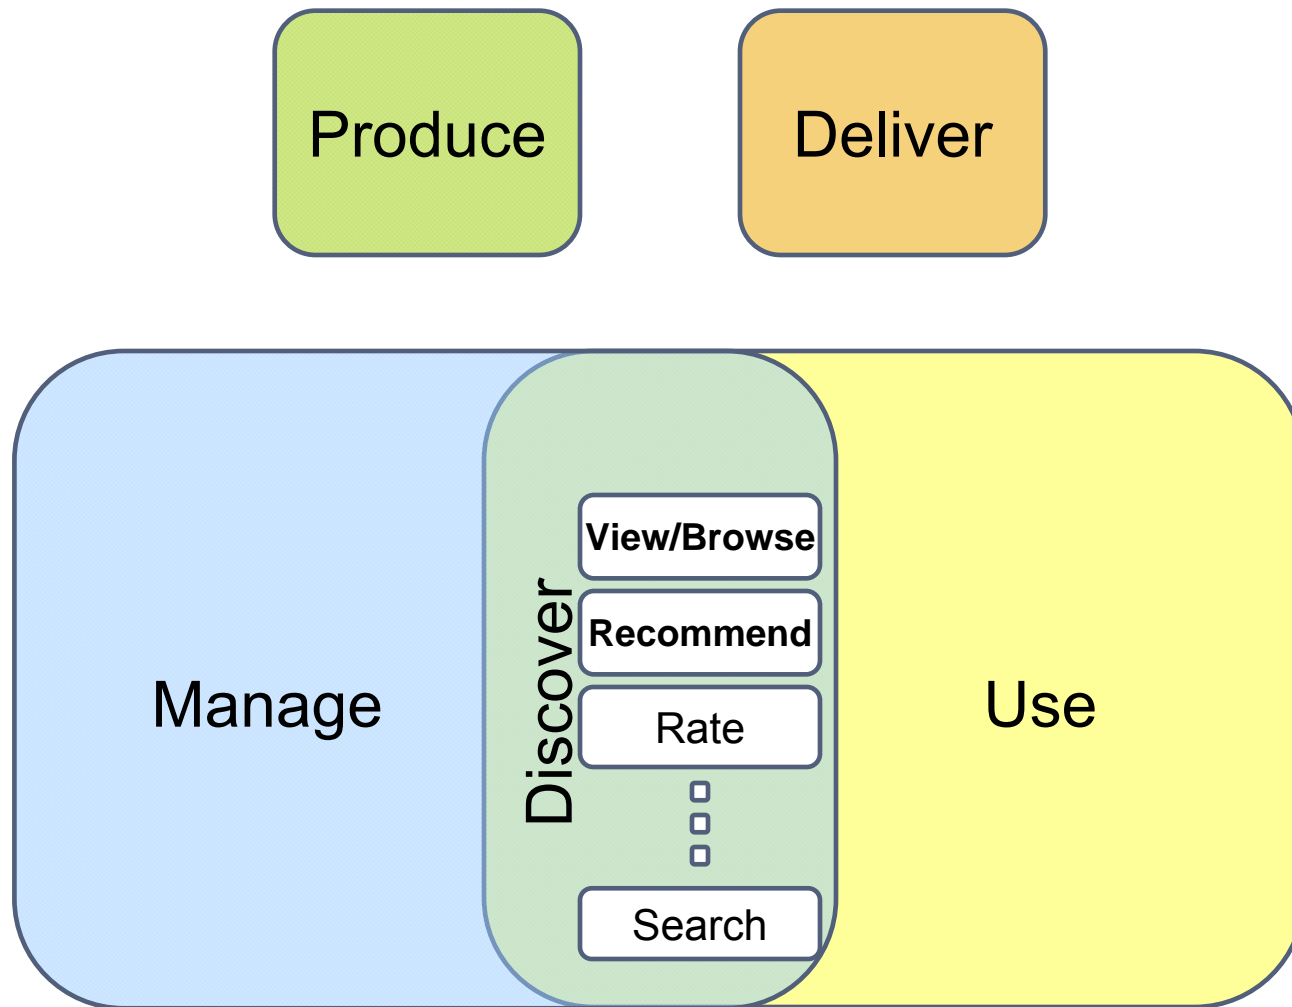 Produce
Deliver
Manage
Discover
View/Browse
Recommend
Rate
Search
Use